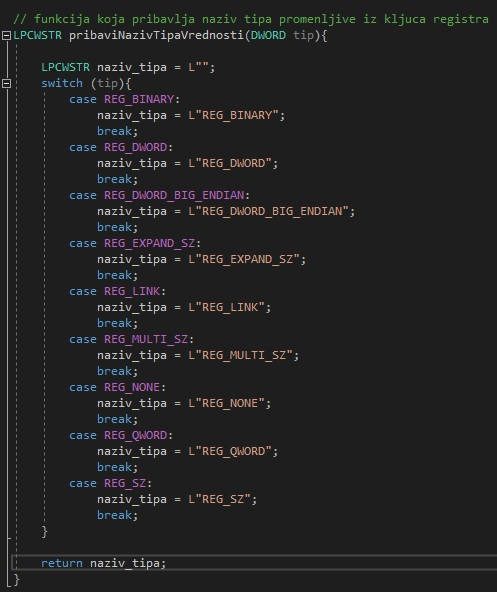 // funkcija koja pribavlja naziv tipa promenljive iz kljuca registra
LPCWSTR pribaviNazivTipaVrednosti(DWORD tip){

    LPCWSTR naziv_tipa = L"";
    switch (tip){
        case REG_BINARY:
            naziv_tipa = L"REG_BINARY";
            break;
        case REG_DWORD:
            naziv_tipa = L"REG_DWORD";
            break;
        case REG_DWORD_BIG_ENDIAN:
            naziv_tipa = L"REG_DWORD_BIG_ENDIAN";
            break;
        case REG_EXPAND_SZ:
            naziv_tipa = L"REG_EXPAND_SZ";
            break;
        case REG_LINK:
            naziv_tipa = L"REG_LINK";
            break;
        case REG_MULTI_SZ:
            naziv_tipa = L"REG_MULTI_SZ";
            break;
        case REG_NONE:
            naziv_tipa = L"REG_NONE";
            break;
        case REG_QWORD:
            naziv_tipa = L"REG_QWORD";
            break;
        case REG_SZ:
            naziv_tipa = L"REG_SZ";
            break;
    }

    return naziv_tipa;
}